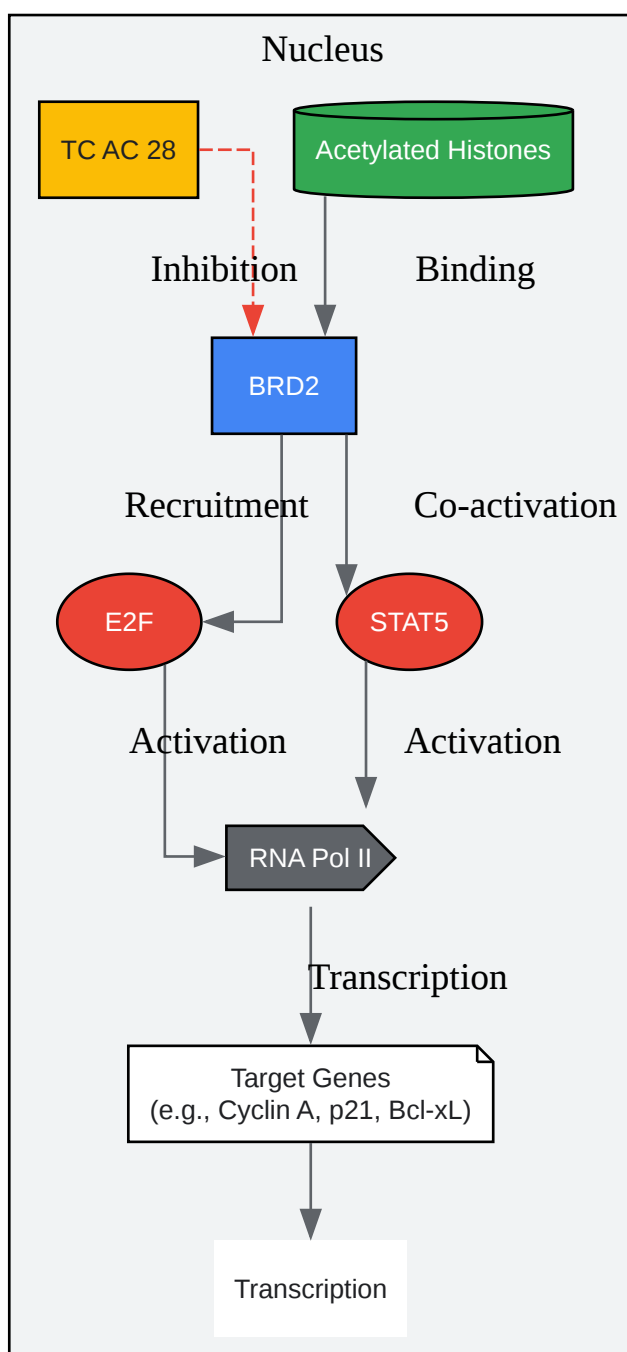 Nucleus
TC AC 28
Acetylated Histones
Inhibition
Binding
BRD2
Recruitment
Co-activation
E2F
STAT5
Activation
Activation
RNA Pol II
Transcription
Target Genes
(e.g., Cyclin A, p21, Bcl-xL)
Transcription